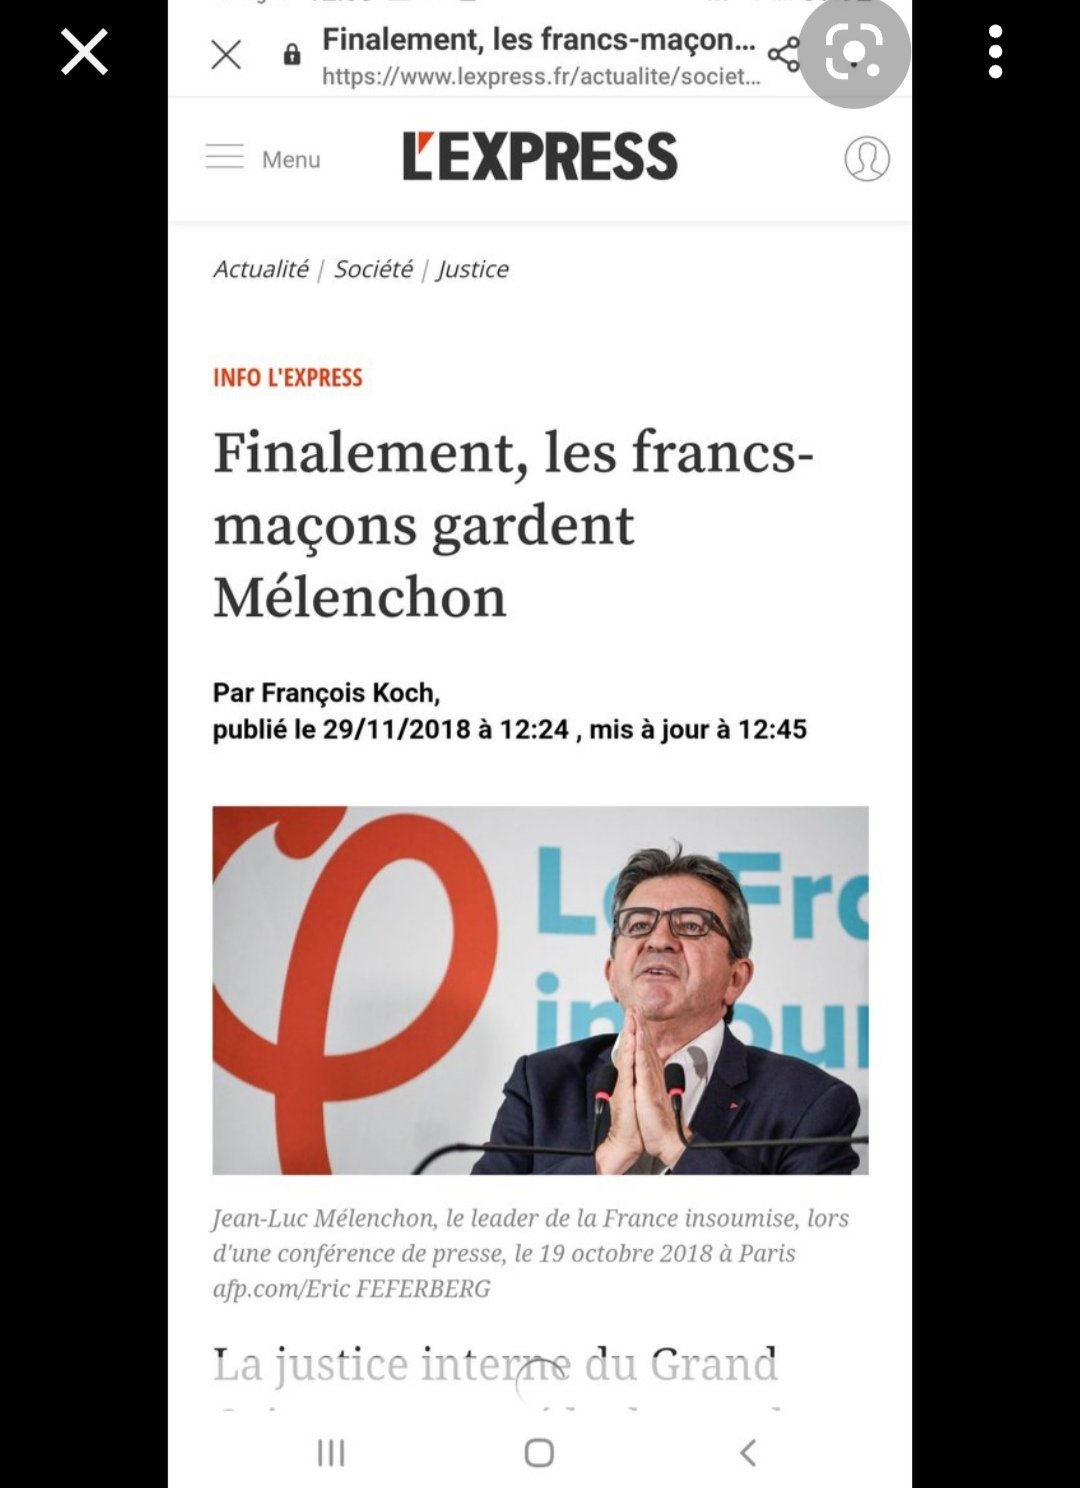 Finalement, les francs-maçon...
https://www.lexpress.fr/actualite/societ...
Menu
L'EXPRESS
Actualité | Société | Justice
INFO L'EXPRESS
Finalement, les francs-
maçons gardent
Mélenchon
Par François Koch,
publié le 29/11/2018 à 12:24 , mis à jour à 12:45
La Fra
insou
Jean-Luc Mélenchon, le leader de la France insoumise, lors
d'une conférence de presse, le 19 octobre 2018 à Paris
afp.com/Eric FEFERBERG
La justice interne du Grand